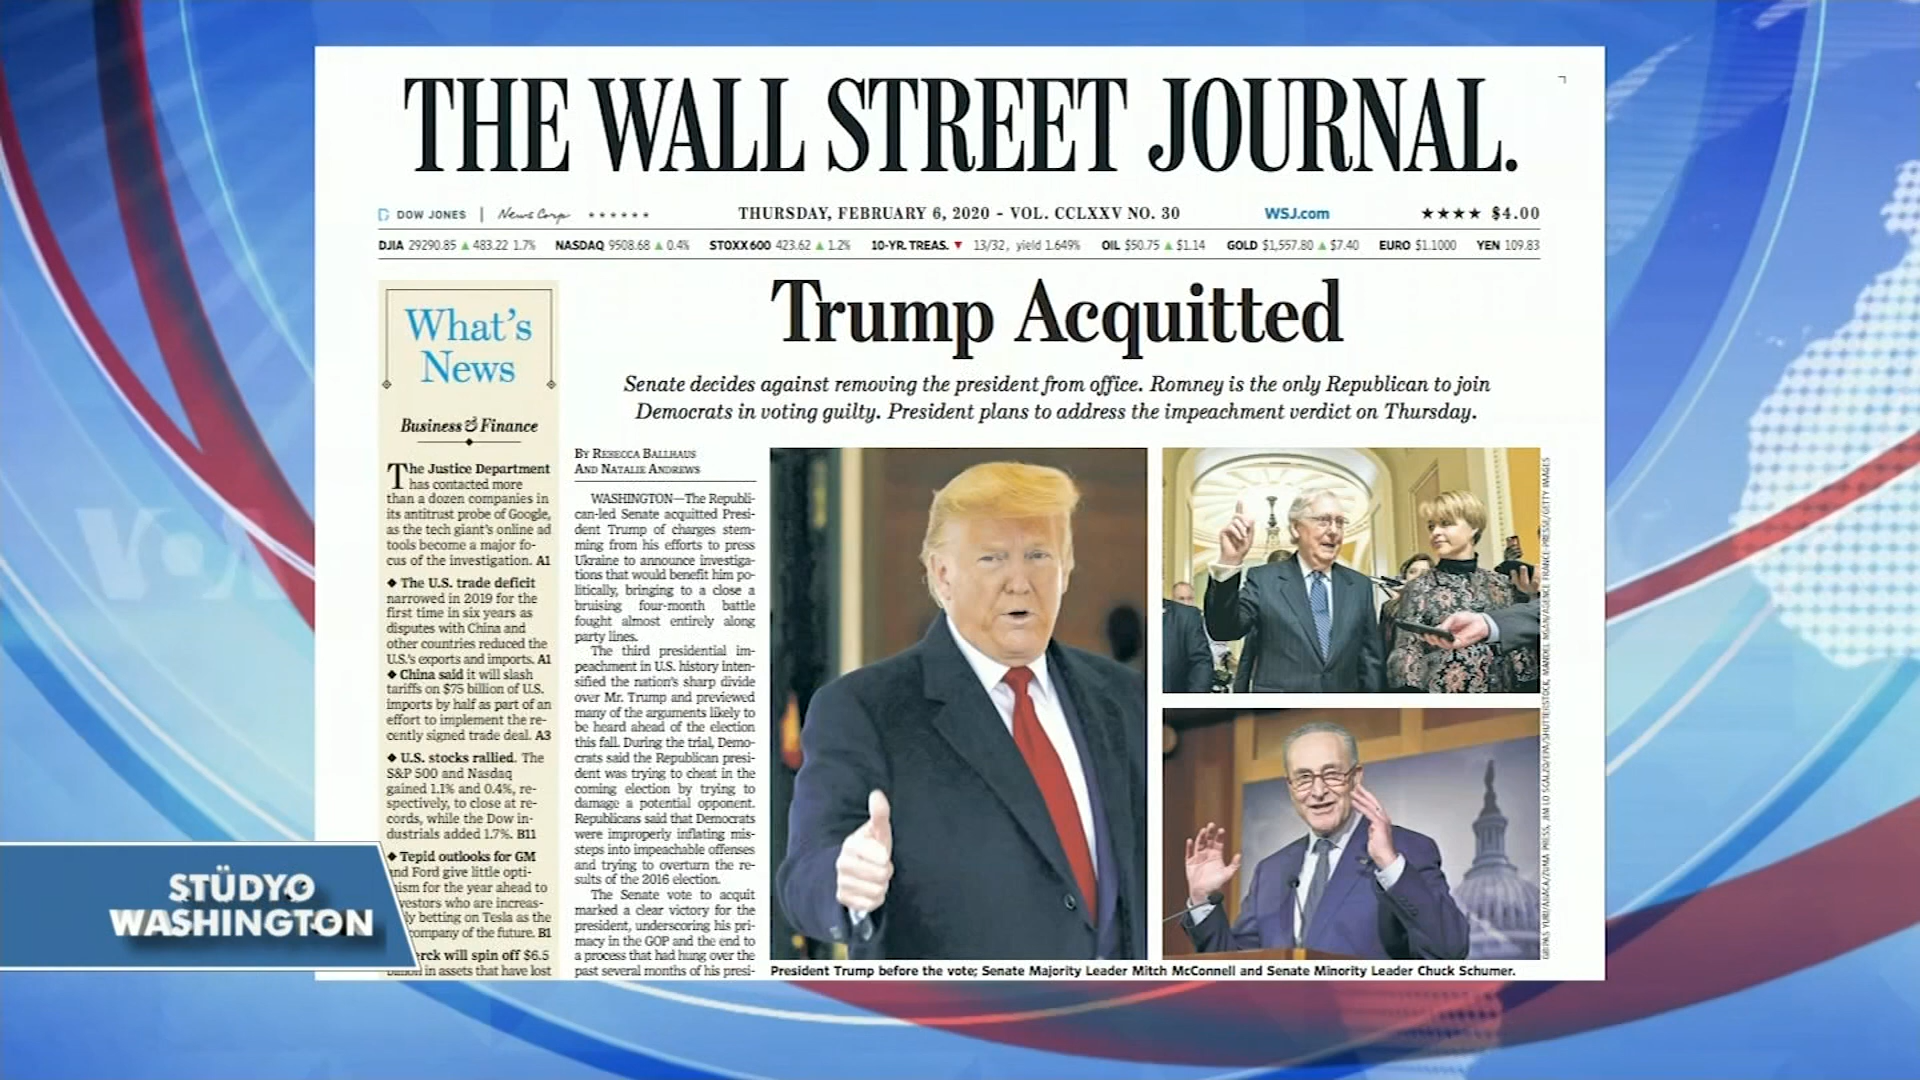 THE WALL STREET JOURNAL.
DOW JONES | News Corp ★★★★★★
THURSDAY, FEBRUARY 6, 2020 - VOL. CCLXXV NO. 30
WSJ.com
★★★★ $4.00
DJIA 29290.85 ▲ 483.22 1.7% NASDAQ 9508.68 ▲ 0.4% STOXX 600 423.62 ▲ 1.2% 10-YR. TREAS. ▼ 13/32, yield 1.649% OIL $50.75 ▲ $1.14 GOLD $1,557.80 ▲ $7.40 EURO $1.1000 YEN 109.83
What's
News
Business & Finance
The Justice Department
has contacted more
than a dozen companies in
its antitrust probe of Google,
as the tech giant's online ad
tools become a major fo-
cus of the investigation. A1
◆ The U.S. trade deficit
narrowed in 2019 for the
first time in six years as
disputes with China and
other countries reduced the
U.S.'s exports and imports. A1
◆ China said it will slash
tariffs on $75 billion of U.S.
imports by half as part of an
effort to implement the re-
cently signed trade deal. A3
◆ U.S. stocks rallied. The
S&P 500 and Nasdaq
gained 1.1% and 0.4%, re-
spectively, to close at re-
cords, while the Dow in-
dustrials added 1.7%. B11
◆ Tepid outlooks for GM
and Ford give little opti-
mism for the year ahead to
vestors who are increas-
ly betting on Tesla as the
company of the future. B1
erck will spin off $6.5
billion in assets that have lost
Trump Acquitted
Senate decides against removing the president from office. Romney is the only Republican to join
Democrats in voting guilty. President plans to address the impeachment verdict on Thursday.
BY REBECCA BALLHAUS
AND NATALIE ANDREWS
WASHINGTON—The Republi-
can-led Senate acquitted Presi-
dent Trump of charges stem-
ming from his efforts to press
Ukraine to announce investiga-
tions that would benefit him po-
litically, bringing to a close a
bruising four-month battle
fought almost entirely along
party lines.
The third presidential im-
peachment in U.S. history inten-
sified the nation's sharp divide
over Mr. Trump and previewed
many of the arguments likely to
be heard ahead of the election
this fall. During the trial, Demo-
crats said the Republican presi-
dent was trying to cheat in the
coming election by trying to
damage a potential opponent.
Republicans said that Democrats
were improperly inflating mis-
steps into impeachable offenses
and trying to overturn the re-
sults of the 2016 election.
The Senate vote to acquit
marked a clear victory for the
president, underscoring his pri-
macy in the GOP and the end to
a process that had hung over the
past several months of his presi-
President Trump before the vote; Senate Majority Leader Mitch McConnell and Senate Minority Leader Chuck Schumer.
VOA
STÜDYO
WASHINGTON